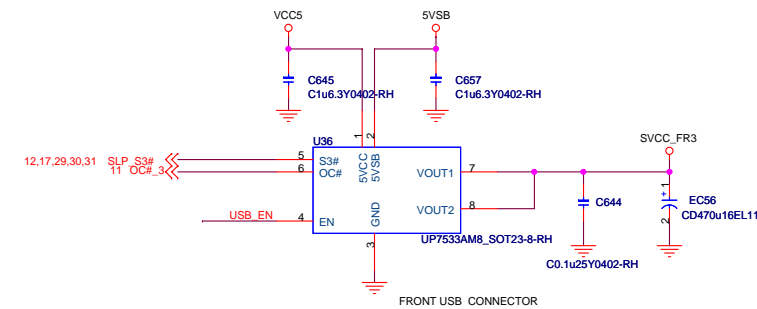 VCC5
5VSB
C645
C1u6.3Y0402-RH
C657
C1u6.3Y0402-RH
U36
1
2
5VCC
5VSB
SVCC_FR3
12,17,29,30,31 SLP_S3#
5
S3#
11 OC#_3
6
OC#
VOUT1
7
USB_EN
4
EN
GND
VOUT2
8
3
UP7533AM8_SOT23-8-RH
C644
C0.1u25Y0402-RH
+
1
2
EC56
CD470u16EL11
FRONT USB CONNECTOR